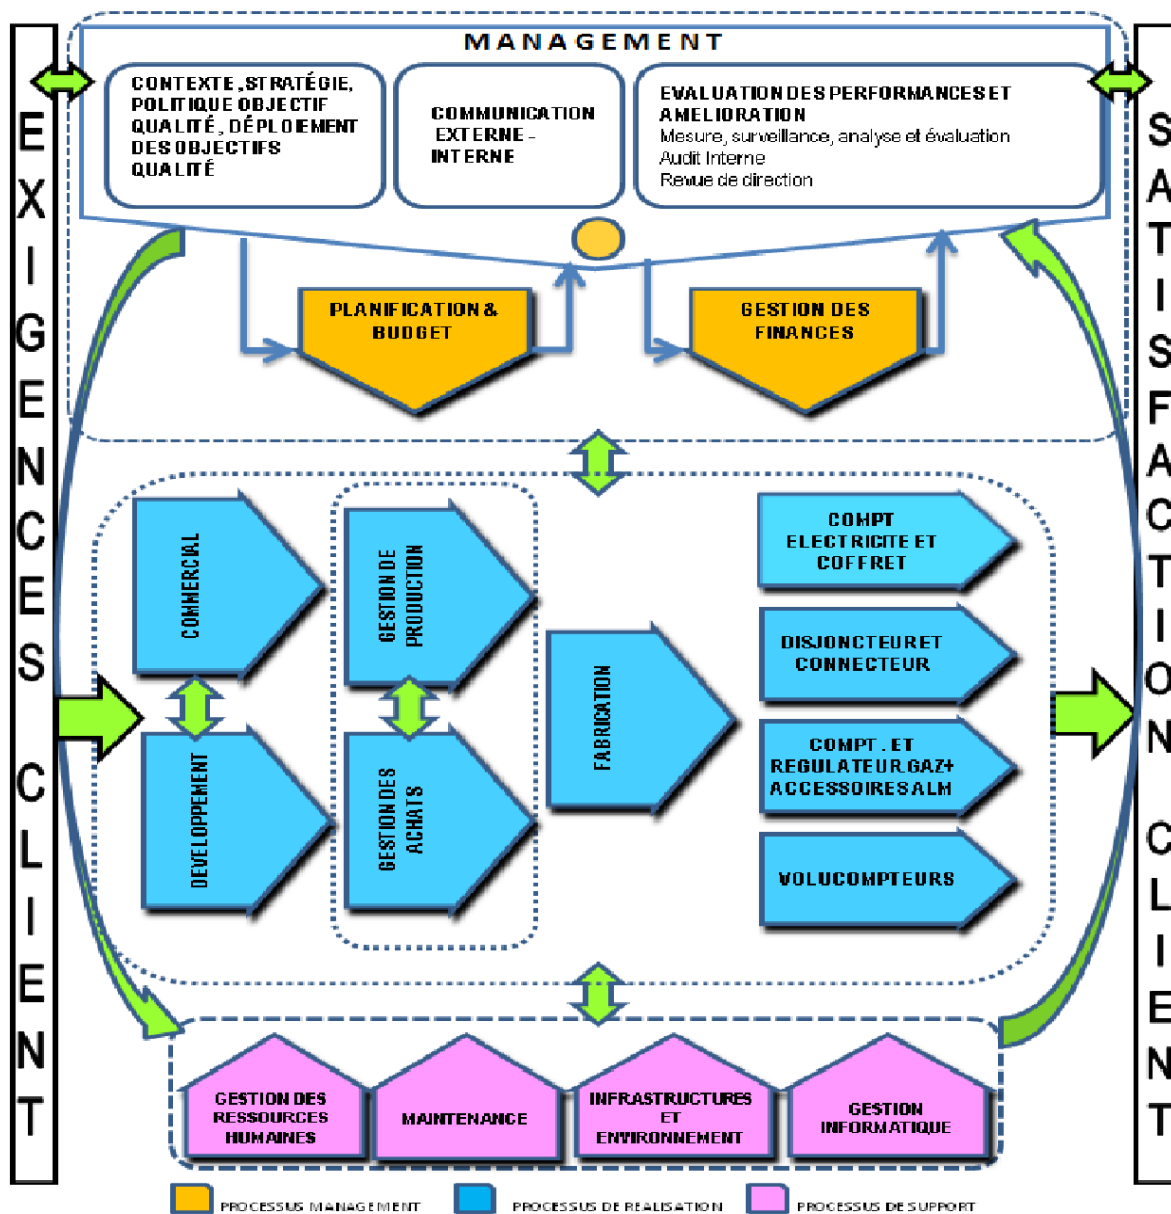 MANAGEMENT
CONTEXTE, STRATÉGIE,
POLITIQUE OBJECTIF
QUALITÉ, DÉPLOIEMENT
DES OBJECTIFS
QUALITÉ
COMMUNICATION
EXTERNE -
INTERNE
EVALUATION DES PERFORMANCES ET
AMELIORATION
Mesure, surveillance, analyse et évaluation
Audit Interne
Revue de direction
PLANIFICATION &
BUDGET
GESTION DES
FINANCES
EXIGENCES CLIENT
COMMERCIAL
DEVELOPPEMENT
GESTION DE
PRODUCTION
GESTION DES
ACHATS
FABRICATION
COMPT
ELECTRICITE ET
COFFRET
DISJONCTEUR ET
CONNECTEUR
COMPT . ET
REGULATEUR.GAZ+
ACCESSOIRES ALM
VOLUCOMPTEURS
SATISFACTION CLIENT
GESTION DES
RESSOURCES
HUMAINES
MAINTENANCE
INFRASTRUCTURES
ET
ENVIRONNEMENT
GESTION
INFORMATIQUE
PROCESSUS MANAGEMENT
PROCESSUS DE REALISATION
PROCESSUS DE SUPPORT